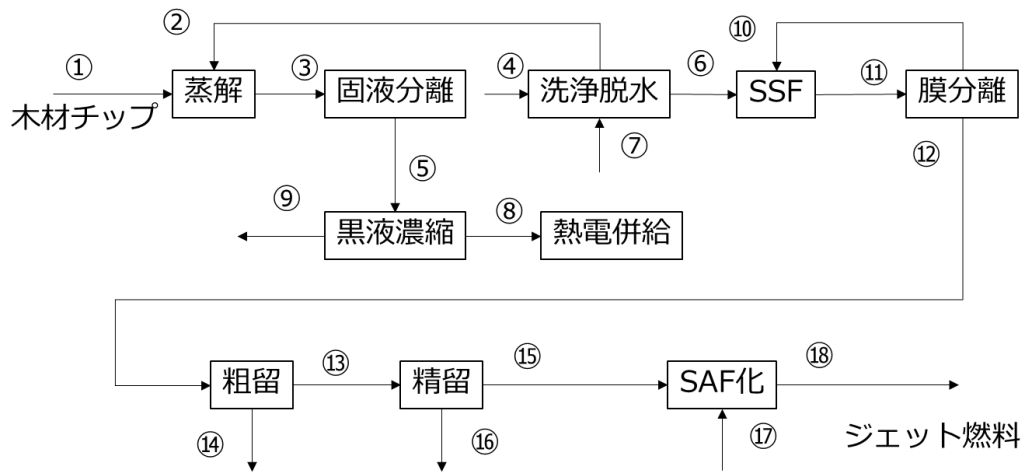 ②
⑩
①
③
④
⑥
⑪
蒸解
固液分離
洗浄脱水
SSF
膜分離
木材チップ
⑤
⑦
⑫
⑨
⑧
黒液濃縮
熱電併給
⑬
⑮
⑱
粗留
精留
SAF化
⑭
⑯
⑰
ジェット燃料